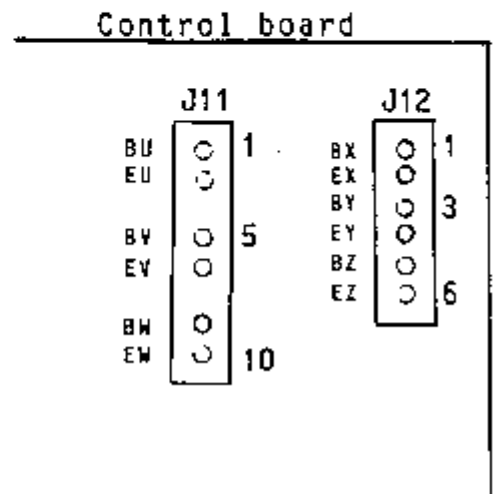 Control board
J11
J12
BU 1
EU
BV 5
EV
BW
EW 10
BX 1
EX
BY 3
EY
BZ
EZ 6